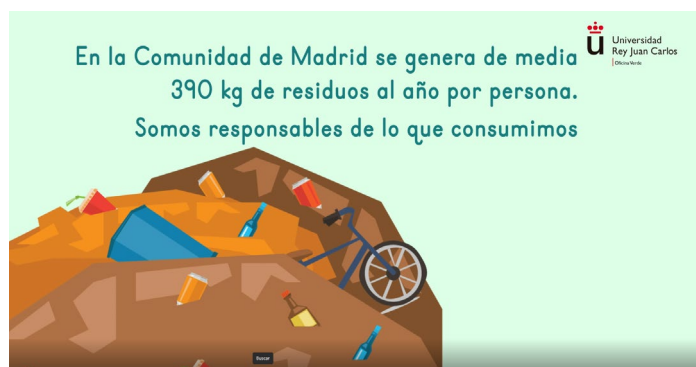 En la Comunidad de Madrid se genera de media
390 kg de residuos al año por persona.
Somos responsables de lo que consumimos
Universidad
Rey Juan Carlos
Oficina Verde
Buscar